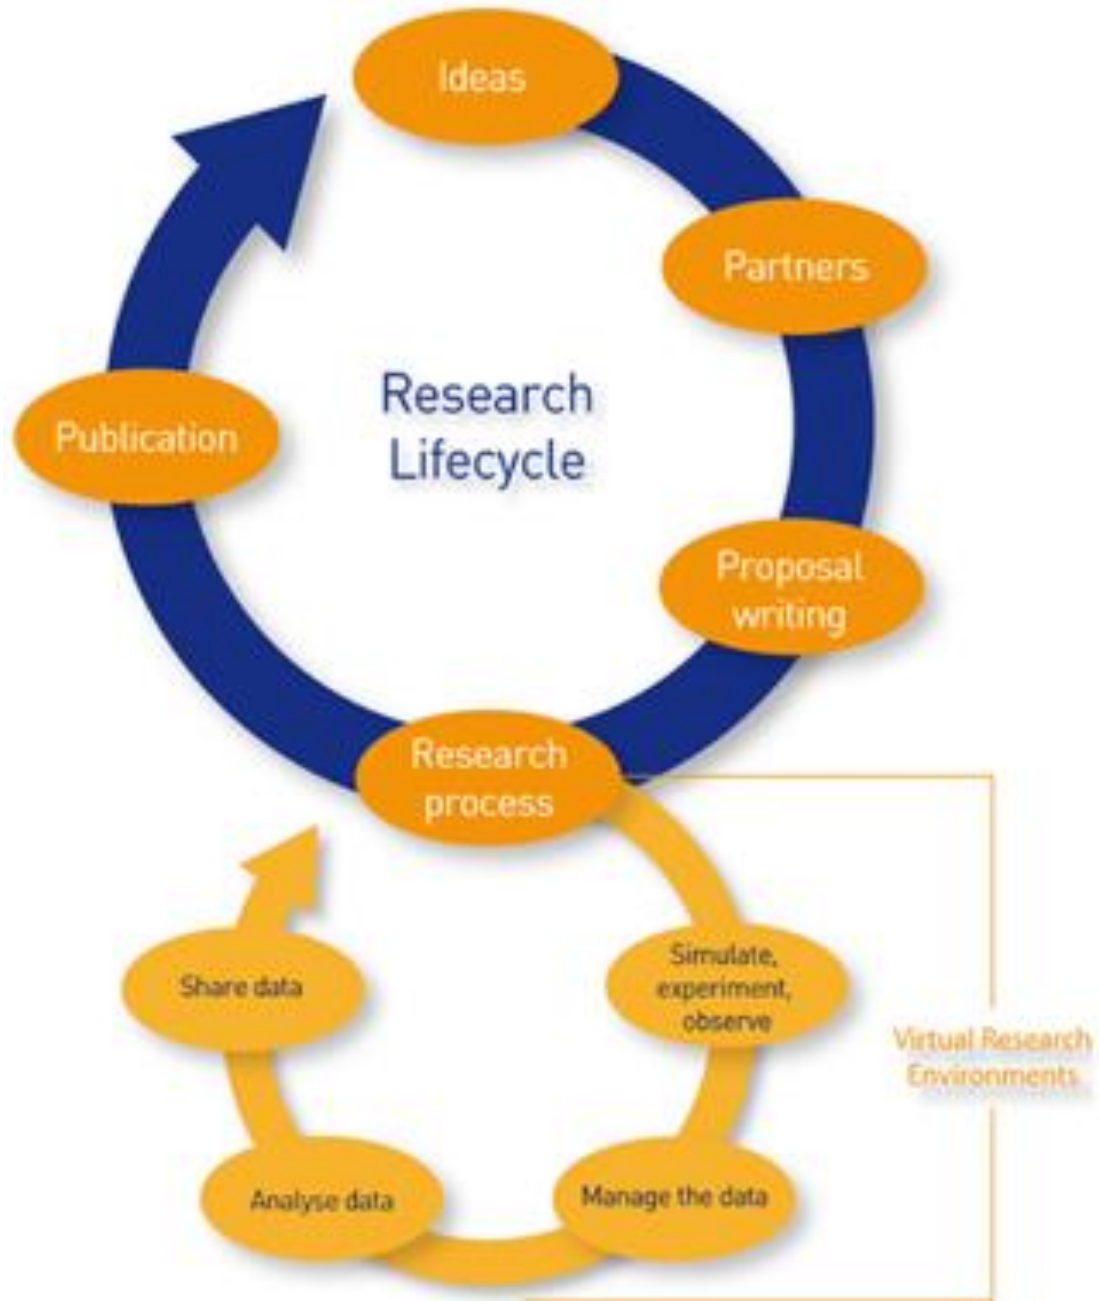 Ideas
Partners
Research
Lifecycle
Publication
Proposal
writing
Research
process
Simulate,
experiment,
observe
Share data
Virtual Research
Environments
Manage the data
Analyse data